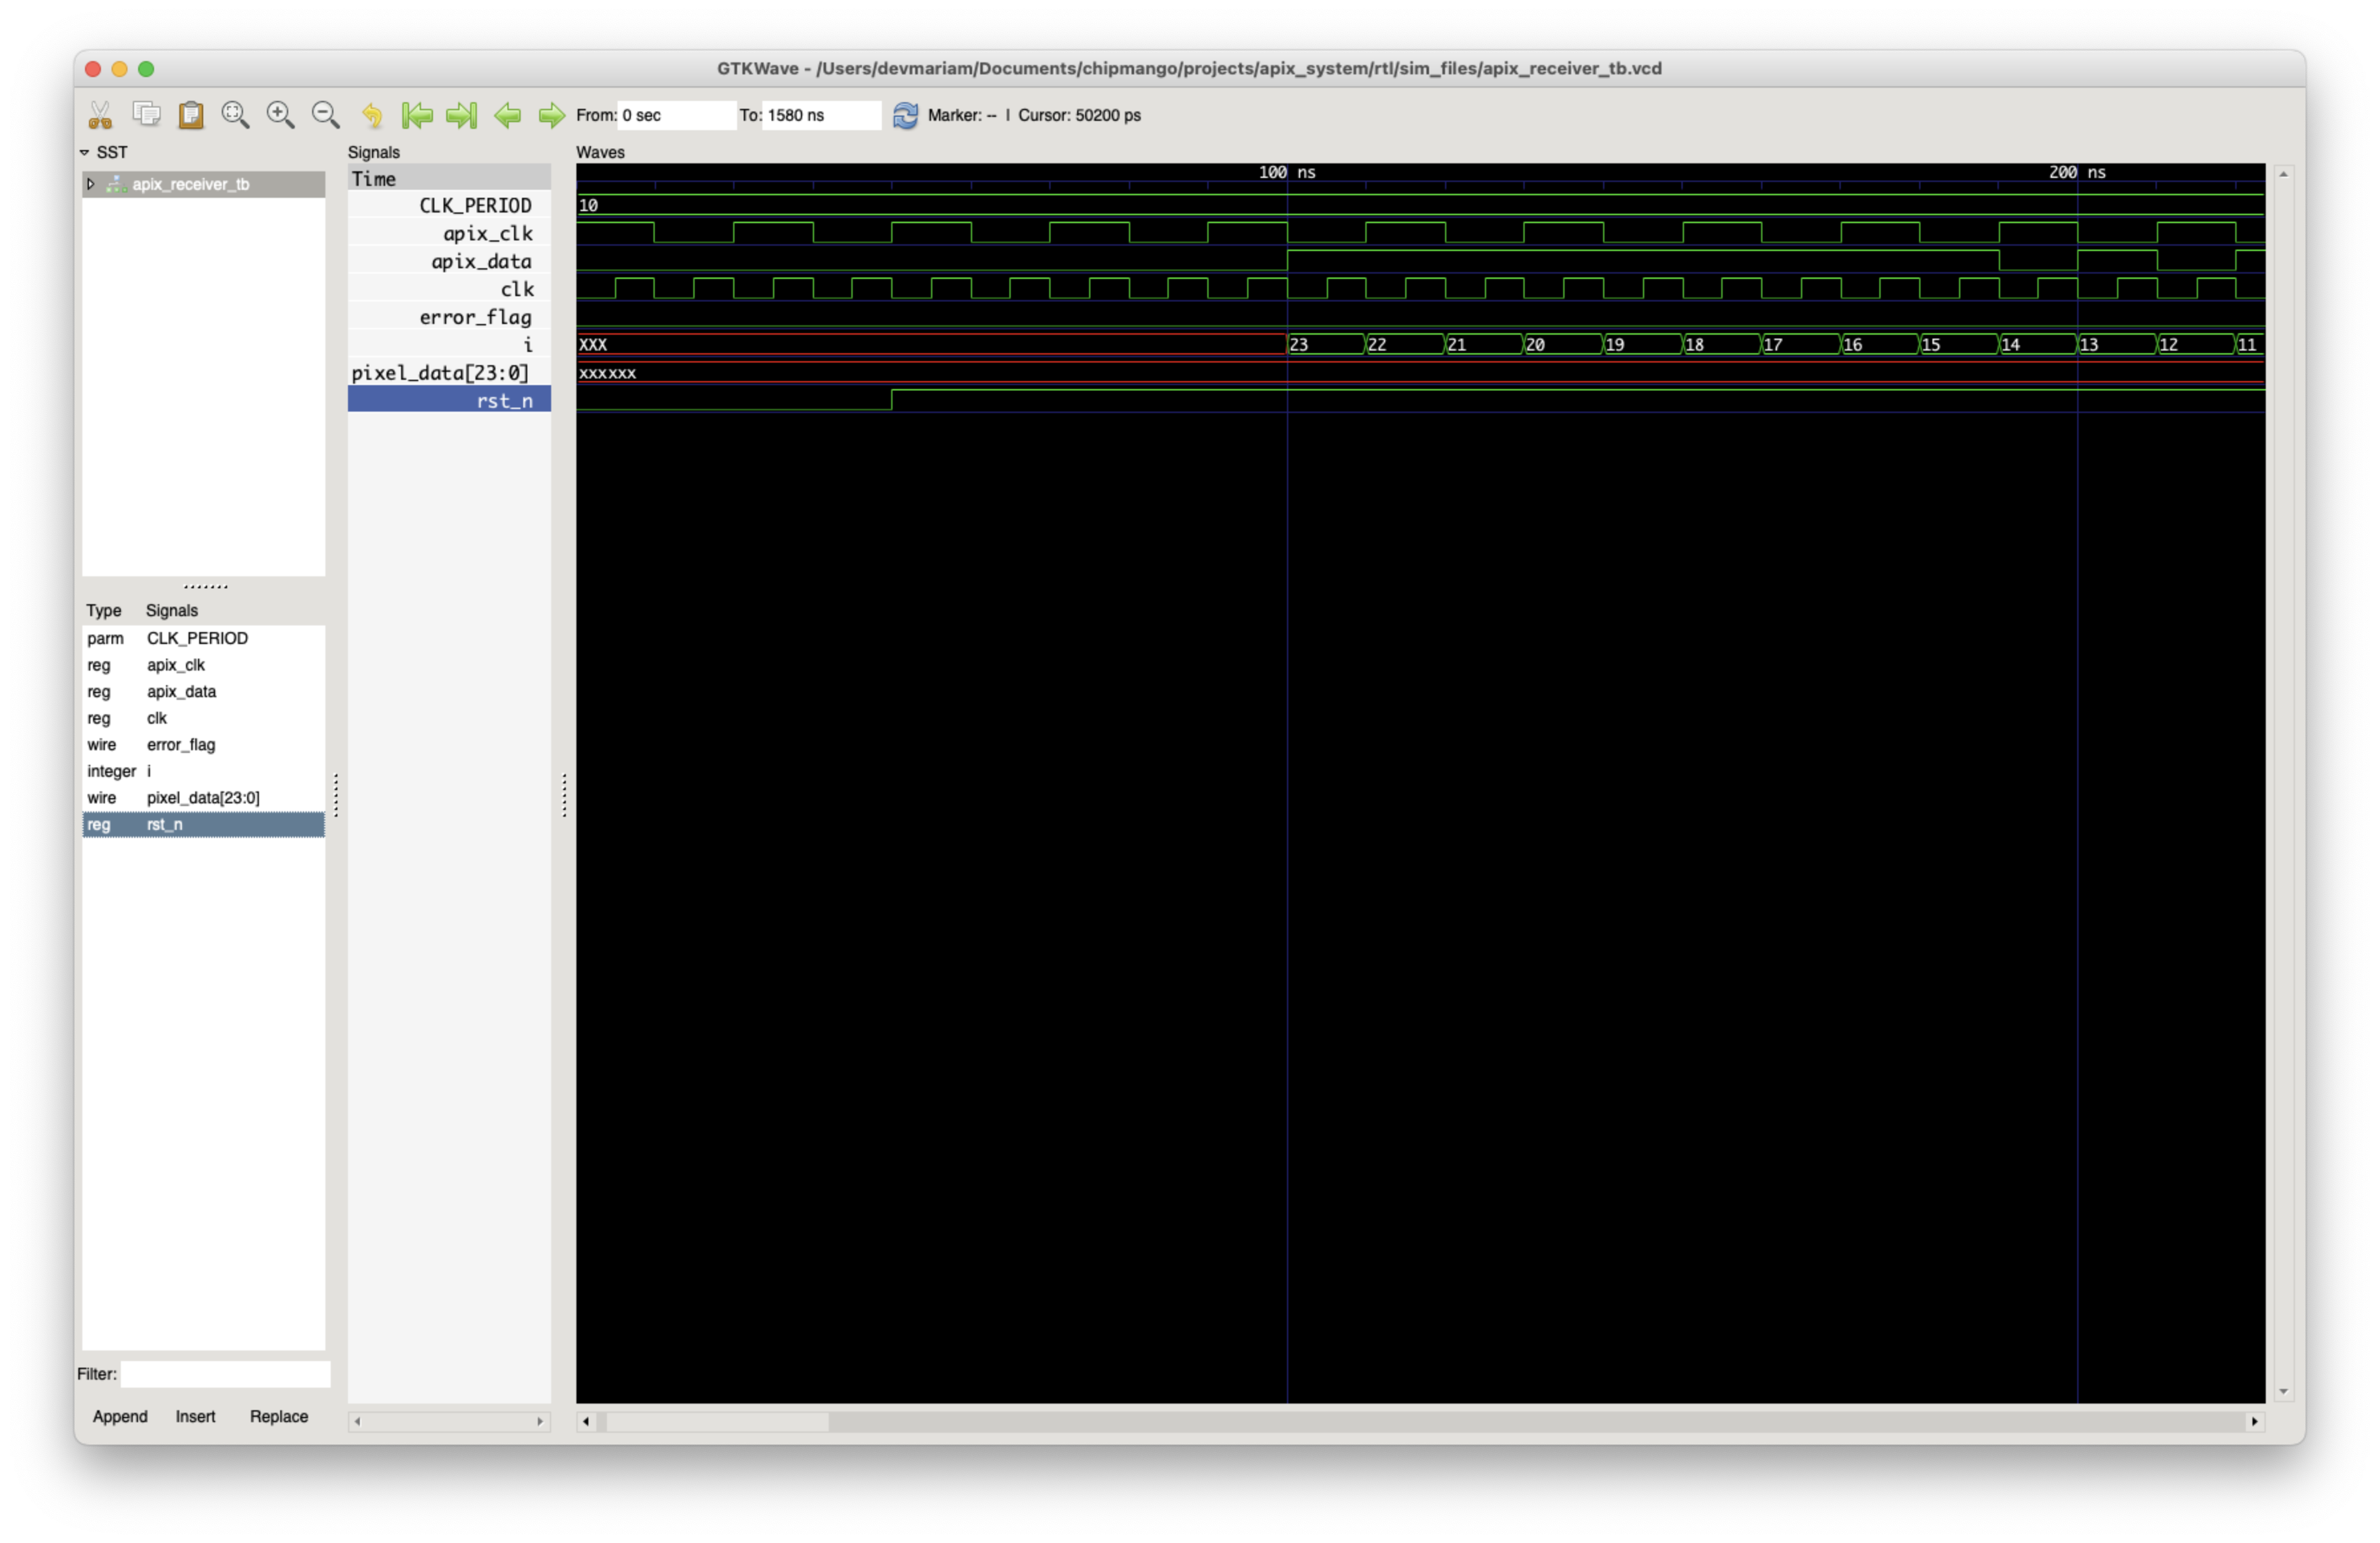 GTKWave - /Users/devmariam/Documents/chipmango/projects/apix_system/rtl/sim_files/apix_receiver_tb.vcd
From: 0 sec To: 1580 ns Marker: -- | Cursor: 50200 ps
SST
apix_receiver_tb
Type Signals
parm CLK_PERIOD
reg apix_clk
reg apix_data
reg clk
wire error_flag
integer i
wire pixel_data[23:0]
reg rst_n
Filter:
Append Insert Replace
Signals
Time
CLK_PERIOD
apix_clk
apix_data
clk
error_flag
i
pixel_data[23:0]
rst_n
Waves
100 ns 200 ns
10
XXX 23 22 21 20 19 18 17 16 15 14 13 12 11
xxxxxx